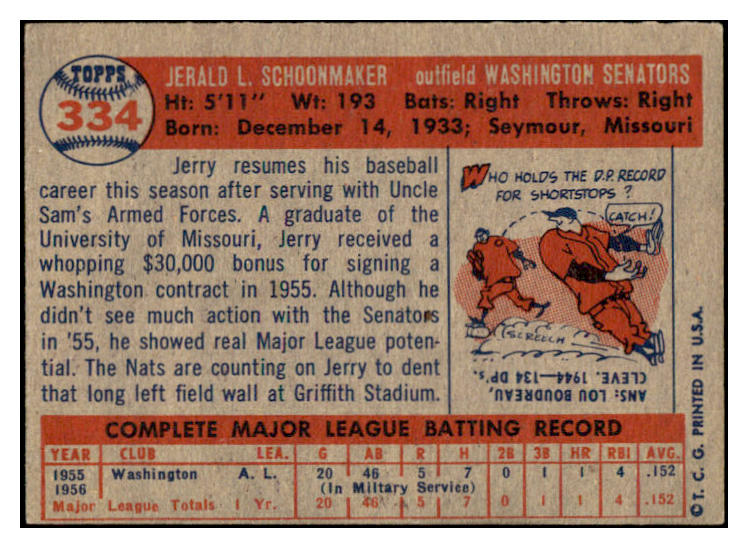 TOPPS
334
JERALD L. SCHOONMAKER outfield WASHINGTON SENATORS
Ht: 5'11" Wt: 193 Bats: Right Throws: Right
Born: December 14, 1933; Seymour, Missouri
Jerry resumes his baseball
career this season after serving with Uncle
Sam's Armed Forces. A graduate of the
University of Missouri, Jerry received a
whopping $30,000 bonus for signing a
Washington contract in 1955. Although he
didn't see much action with the Senators
in '55, he showed real Major League poten-
tial. The Nats are counting on Jerry to dent
that long left field wall at Griffith Stadium.
WHO HOLDS THE D.P. RECORD
FOR SHORTSTOPS?
CATCH!
SCREECH
ANS: LOU BOUDREAU,
CLEVE. 1944—134 DP's.
COMPLETE MAJOR LEAGUE BATTING RECORD
YEAR CLUB LEA. G AB R H 2B 3B HR RBI AVG.
1955 Washington A. L. 20 46 5 7 0 1 1 4 .152
1956 (In Military Service)
Major League Totals 1 Yr. 20 46 5 7 0 1 1 4 .152
©T. C. G. PRINTED IN U.S.A.